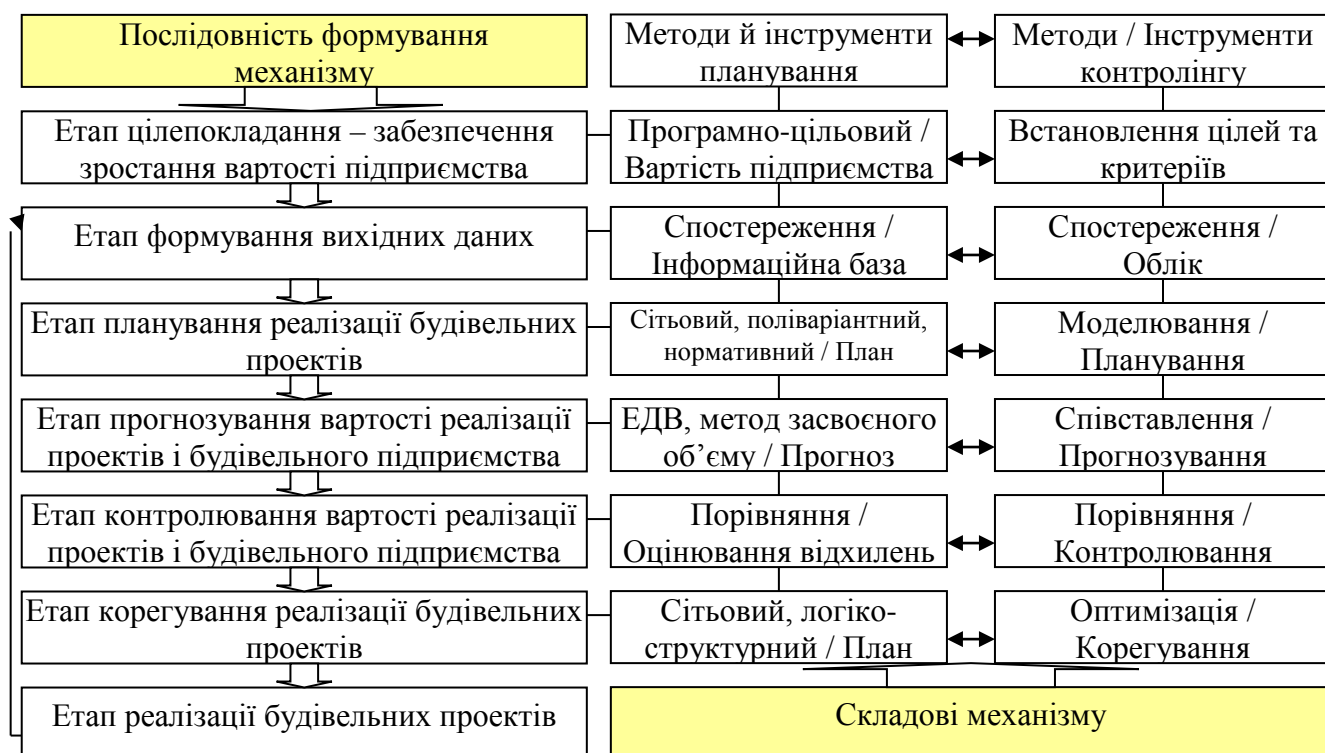 Послідовність формування
механізму
Методи й інструменти
планування
Методи / Інструменти
контролінгу
Етап цілепокладання – забезпечення
зростання вартості підприємства
Програмно-цільовий /
Вартість підприємства
Встановлення цілей та
критеріїв
Етап формування вихідних даних
Спостереження /
Інформаційна база
Спостереження /
Облік
Етап планування реалізації будівельних
проектів
Сітьовий, поліваріантний,
нормативний / План
Моделювання /
Планування
Етап прогнозування вартості реалізації
проектів і будівельного підприємства
ЕДВ, метод засвоєного
об’єму / Прогноз
Співставлення /
Прогнозування
Етап контролювання вартості реалізації
проектів і будівельного підприємства
Порівняння /
Оцінювання відхилень
Порівняння /
Контролювання
Етап корегування реалізації будівельних
проектів
Сітьовий, логіко-
структурний / План
Оптимізація /
Корегування
Етап реалізації будівельних проектів
Складові механізму